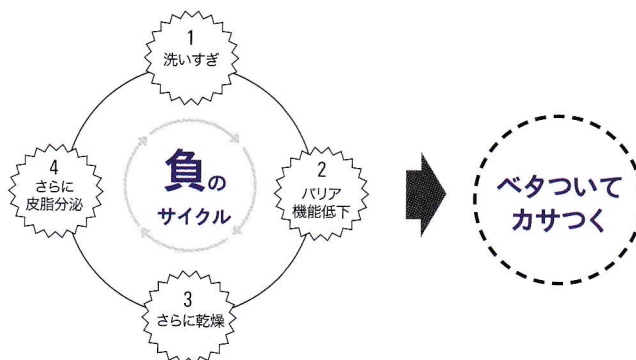 1
洗いすぎ
2
バリア
機能低下
3
さらに乾燥
4
さらに
皮脂分泌
負の
サイクル
ベタついて
カサつく